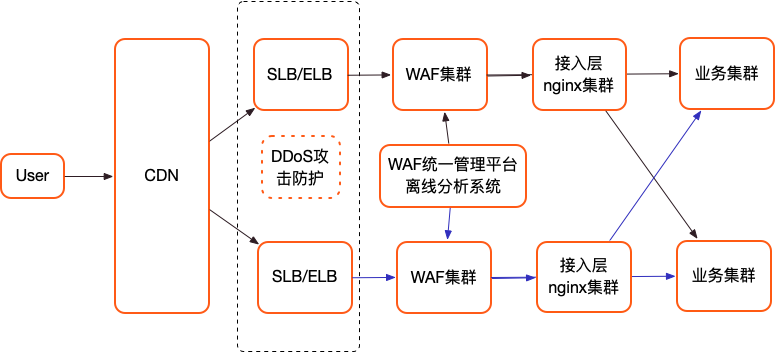 User
CDN
SLB/ELB
DDoS攻
击防护
SLB/ELB
WAF集群
WAF统一管理平台
离线分析系统
WAF集群
接入层
nginx集群
接入层
nginx集群
业务集群
业务集群